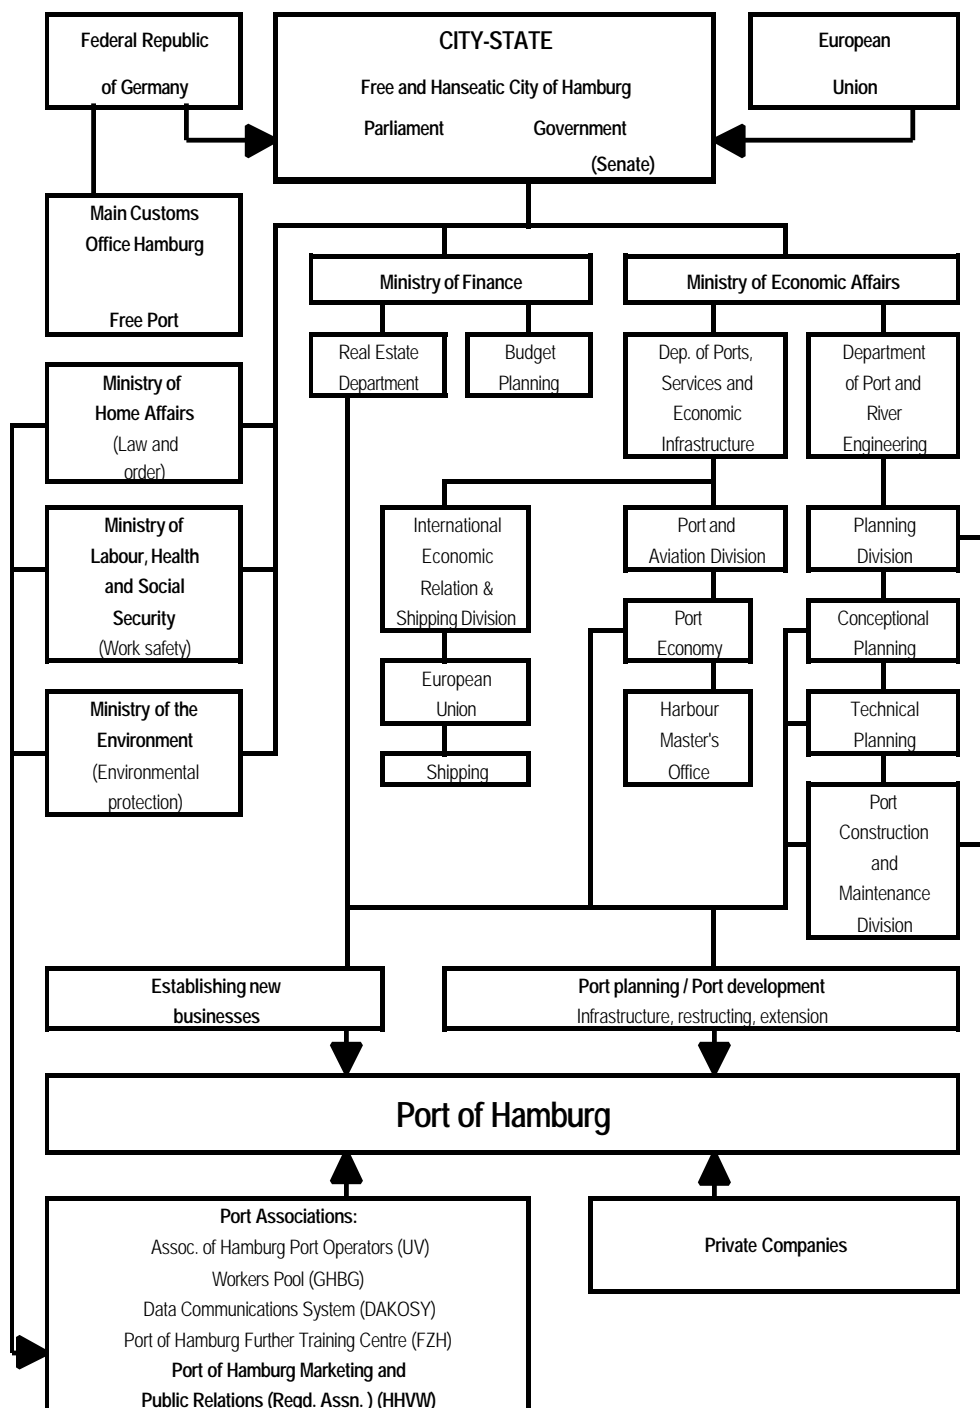 Federal Republic
of Germany
CITY-STATE
Free and Hanseatic City of Hamburg
Parliament Government
(Senate)
European
Union
Main Customs
Office Hamburg
Free Port
Ministry of Finance
Ministry of Economic Affairs
Real Estate
Department
Budget
Planning
Dep. of Ports,
Services and
Economic
Infrastructure
Department
of Port and
River
Engineering
Ministry of
Home Affairs
(Law and
order)
Ministry of
Labour, Health
and Social
Security
(Work safety)
Ministry of the
Environment
(Environmental
protection)
International
Economic
Relation &
Shipping Division
European
Union
Shipping
Port and
Aviation Division
Port
Economy
Harbour
Master's
Office
Planning
Division
Conceptional
Planning
Technical
Planning
Port
Construction
and
Maintenance
Division
Establishing new
businesses
Port planning / Port development
Infrastructure, restructing, extension
Port of Hamburg
Port Associations:
Assoc. of Hamburg Port Operators (UV)
Workers Pool (GHBG)
Data Communications System (DAKOSY)
Port of Hamburg Further Training Centre (FZH)
Port of Hamburg Marketing and
Public Relations (Regd. Assn. ) (HHVW)
Private Companies